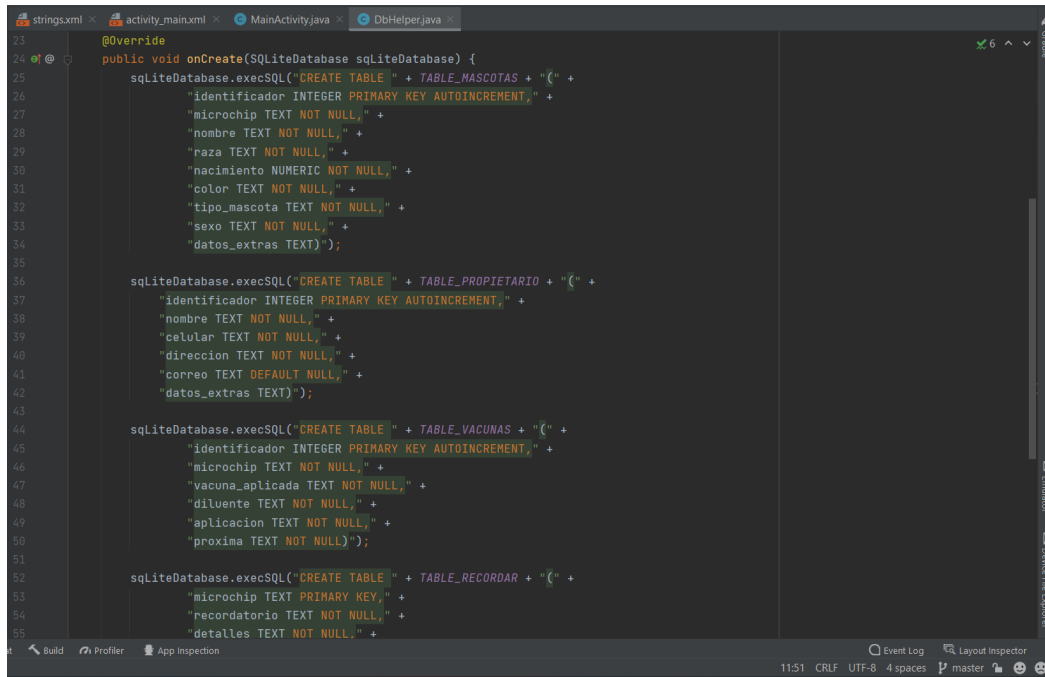 strings.xml × activity_main.xml × MainActivity.java × DbHelper.java ×
23 @Override 6
24 @ public void onCreate(SQLiteDatabase sqLiteDatabase) {
25 sqLiteDatabase.execSQL("CREATE TABLE " + TABLE_MASCOTAS + "(" +
26 "identificador INTEGER PRIMARY KEY AUTOINCREMENT," +
27 "microchip TEXT NOT NULL," +
28 "nombre TEXT NOT NULL," +
29 "raza TEXT NOT NULL," +
30 "nacimiento NUMERIC NOT NULL," +
31 "color TEXT NOT NULL," +
32 "tipo_mascota TEXT NOT NULL," +
33 "sexo TEXT NOT NULL," +
34 "datos_extras TEXT)");
35
36 sqLiteDatabase.execSQL("CREATE TABLE " + TABLE_PROPIETARIO + "(" +
37 "identificador INTEGER PRIMARY KEY AUTOINCREMENT," +
38 "nombre TEXT NOT NULL," +
39 "celular TEXT NOT NULL," +
40 "direccion TEXT NOT NULL," +
41 "correo TEXT DEFAULT NULL," +
42 "datos_extras TEXT)");
43
44 sqLiteDatabase.execSQL("CREATE TABLE " + TABLE_VACUNAS + "(" +
45 "identificador INTEGER PRIMARY KEY AUTOINCREMENT," +
46 "microchip TEXT NOT NULL," +
47 "vacuna_aplicada TEXT NOT NULL," +
48 "diluente TEXT NOT NULL," +
49 "aplicacion TEXT NOT NULL," +
50 "proxima TEXT NOT NULL)");
51
52 sqLiteDatabase.execSQL("CREATE TABLE " + TABLE_RECORDAR + "(" +
53 "microchip TEXT PRIMARY KEY," +
54 "recordatorio TEXT NOT NULL," +
55 "detalles TEXT NOT NULL," +
Build Profiler App Inspection Event Log Layout Inspector
11:51 CRLF UTF-8 4 spaces master